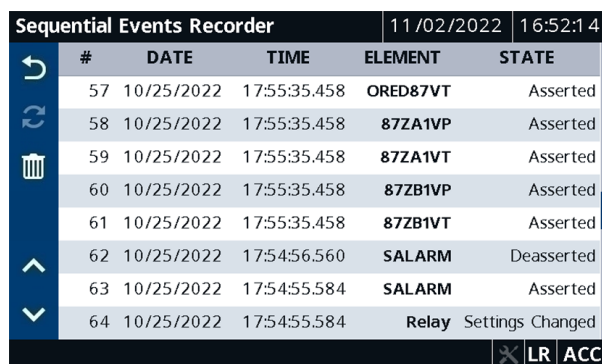 Sequential Events Recorder 11/02/2022 16:52:14
# DATE TIME ELEMENT STATE
57 10/25/2022 17:55:35.458 ORED87VT Asserted
58 10/25/2022 17:55:35.458 87ZA1VP Asserted
59 10/25/2022 17:55:35.458 87ZA1VT Asserted
60 10/25/2022 17:55:35.458 87ZB1VP Asserted
61 10/25/2022 17:55:35.458 87ZB1VT Asserted
62 10/25/2022 17:54:56.560 SALARM Deasserted
63 10/25/2022 17:54:55.584 SALARM Asserted
64 10/25/2022 17:54:55.584 Relay Settings Changed
LR ACC